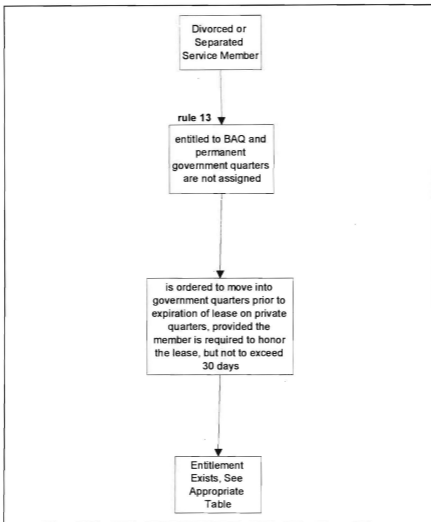 Divorced or
Separated
Service Member
rule 13
entitled to BAQ and
permanent
government quarters
are not assigned
is ordered to move into
government quarters prior to
expiration of lease on private
quarters, provided the
member is required to honor
the lease, but not to exceed
30 days
Entitlement
Exists, See
Appropriate
Table